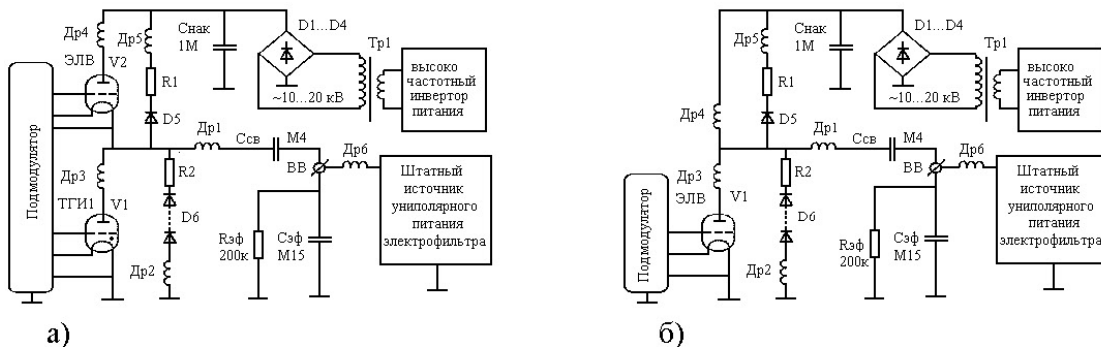 Др4
Др5
Снак
1М
D1...D4
Тр1
ЭЛВ
V2
R1
~10...20 кВ
высоко
частотный
инвертор
питания
D5
Подмодулятор
Др1
Ссв
М4
Др3
R2
ВВ
Др6
ТГИ1
V1
D6
Штатный
источник
униполярного
питания
электрофильтра
Rэф
200к
Сэф
М15
Др2
а)
Снак
1М
D1...D4
Др5
Тр1
R1
~10...20 кВ
высоко
частотный
инвертор
питания
Др4
D5
Др1
Ссв
М4
Др3
ЭЛВ
R2
ВВ
Др6
Подмодулятор
V1
D6
Штатный
источник
униполярного
питания
электрофильтра
Rэф
200к
Сэф
М15
Др2
б)